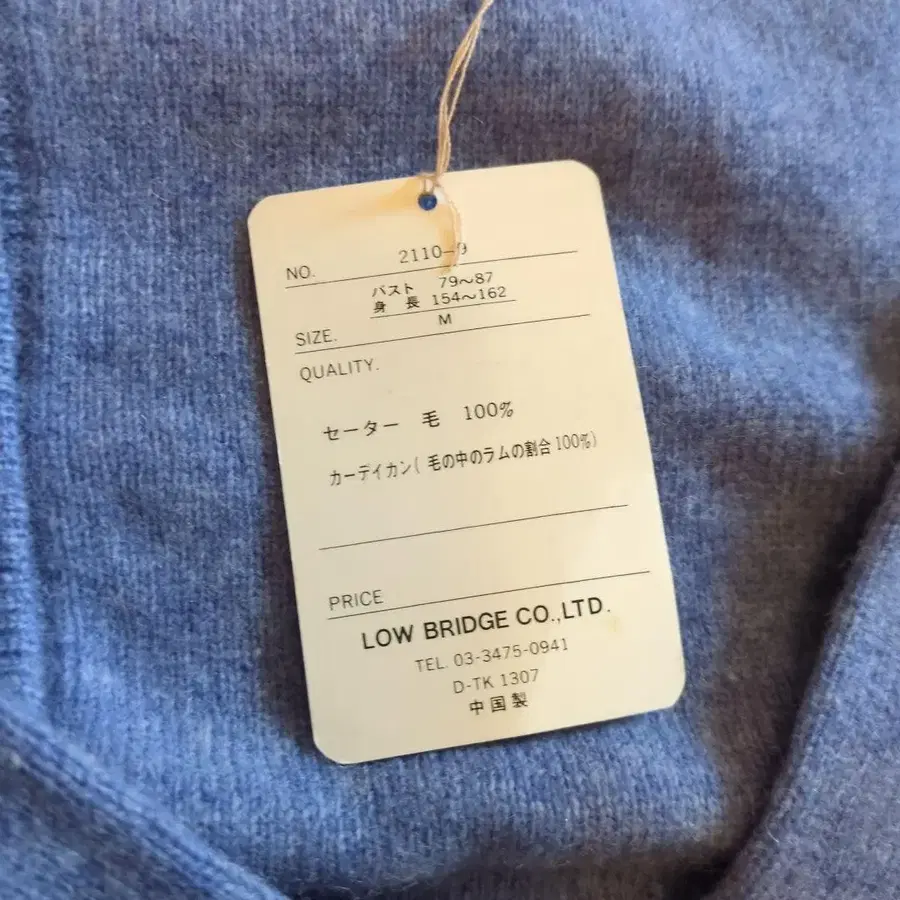 NO. 2110-9
バスト 79〜87
身長 154〜162
SIZE. M
QUALITY.
セーター 毛 100%
カーデイカン( 毛の中のラムの割合 100%)
PRICE
LOW BRIDGE CO.,LTD.
TEL. 03-3475-0941
D-TK 1307
中国製